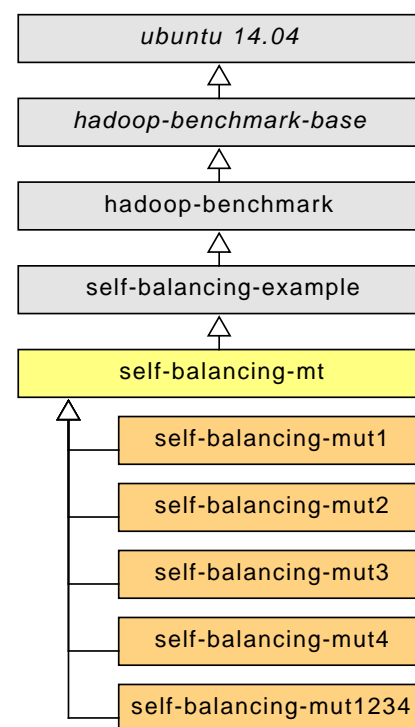 ubuntu 14.04
hadoop-benchmark-base
hadoop-benchmark
self-balancing-example
self-balancing-mt
self-balancing-mut1
self-balancing-mut2
self-balancing-mut3
self-balancing-mut4
self-balancing-mut1234